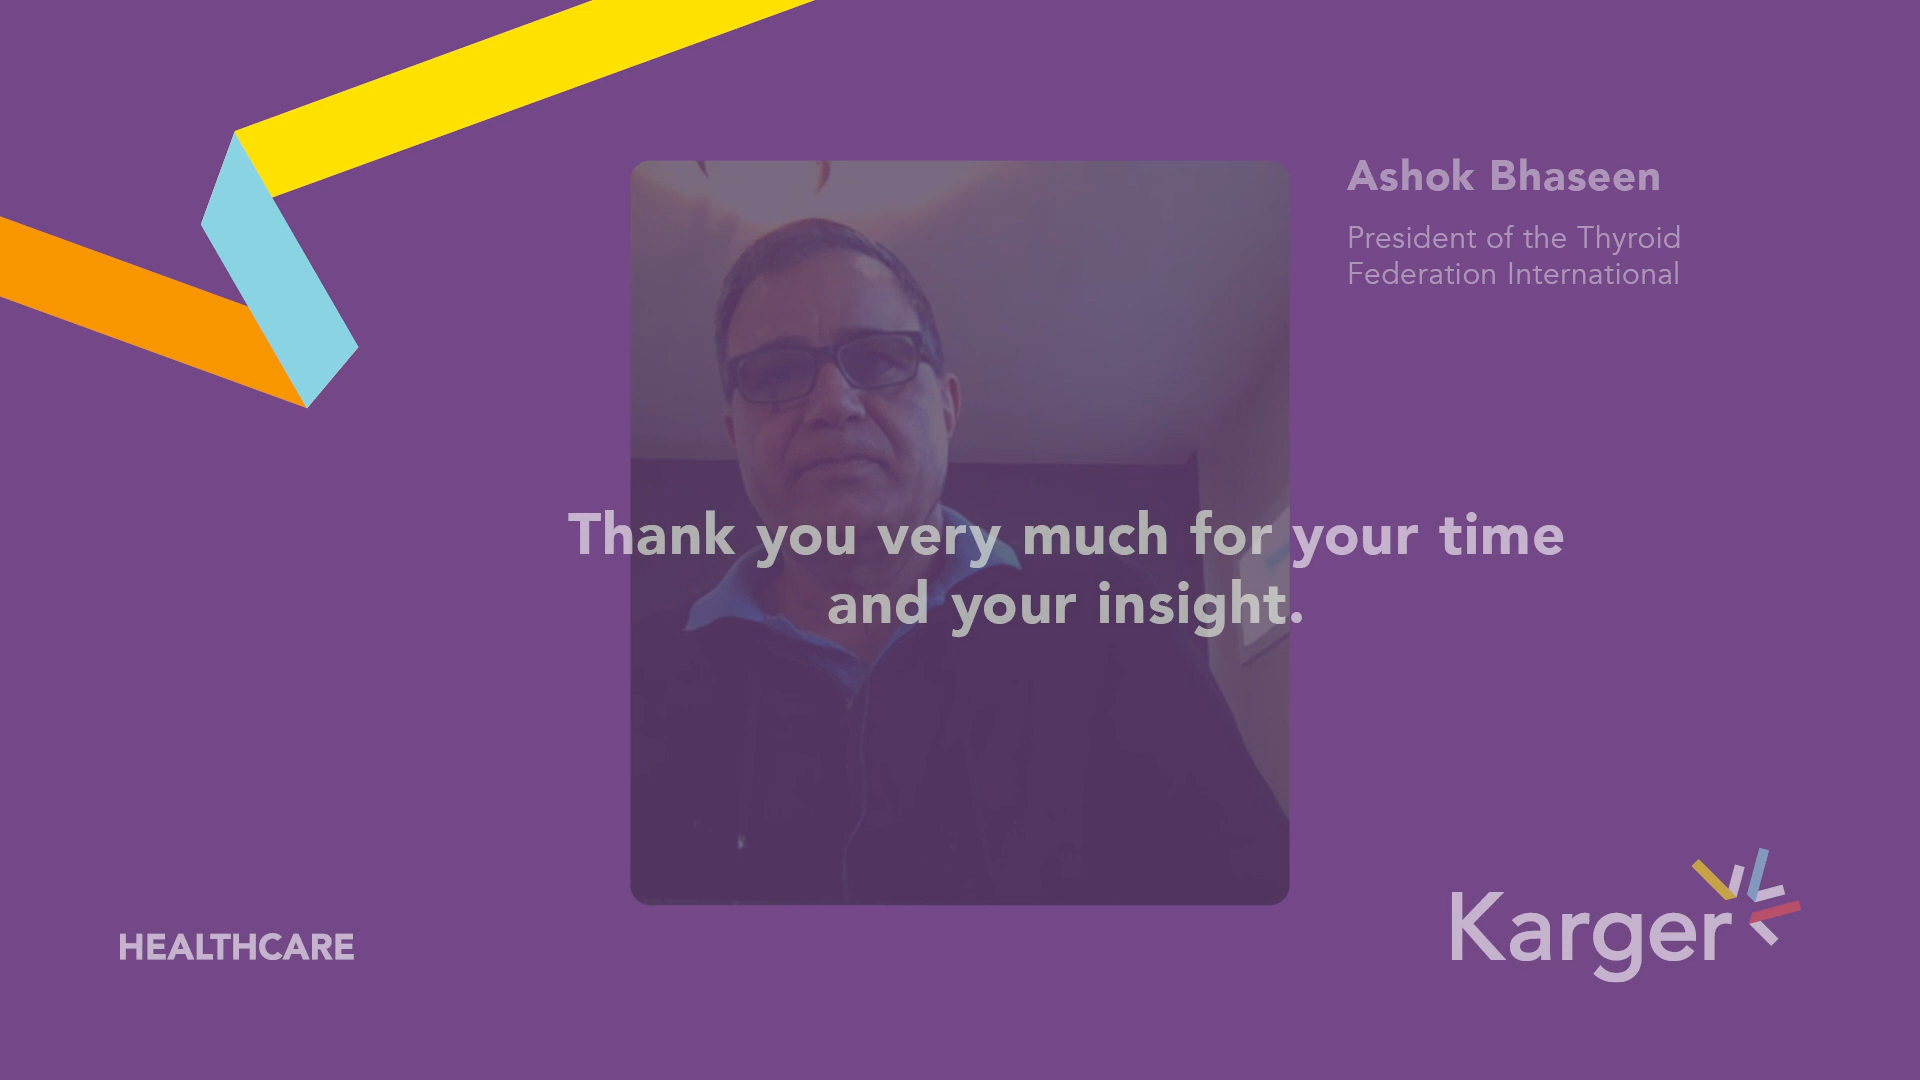 Ashok Bhaseen
President of the Thyroid
Federation International
Thank you very much for your time
and your insight.
HEALTHCARE
Karger